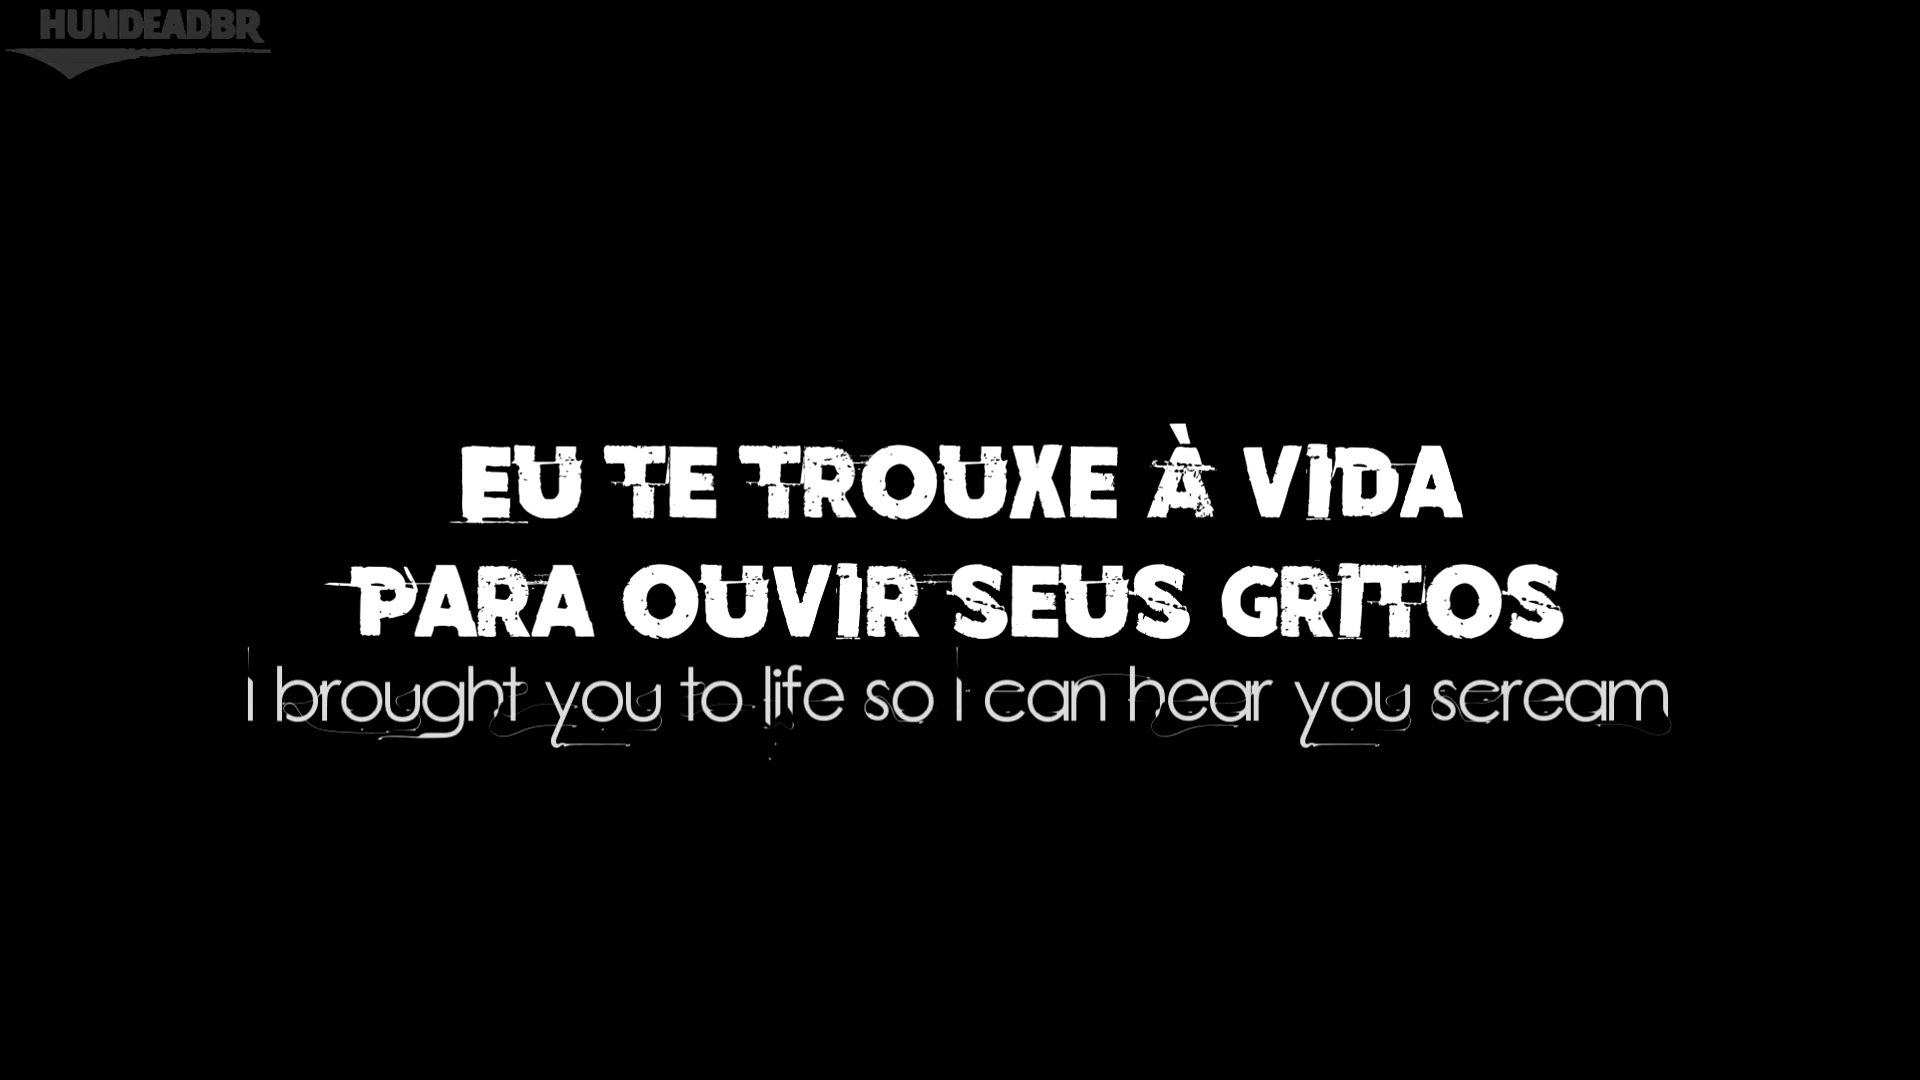 HUNDEADBR
EU TE TROUXE À VIDA
PARA OUVIR SEUS GRITOS
I brought you to life so I can hear you scream